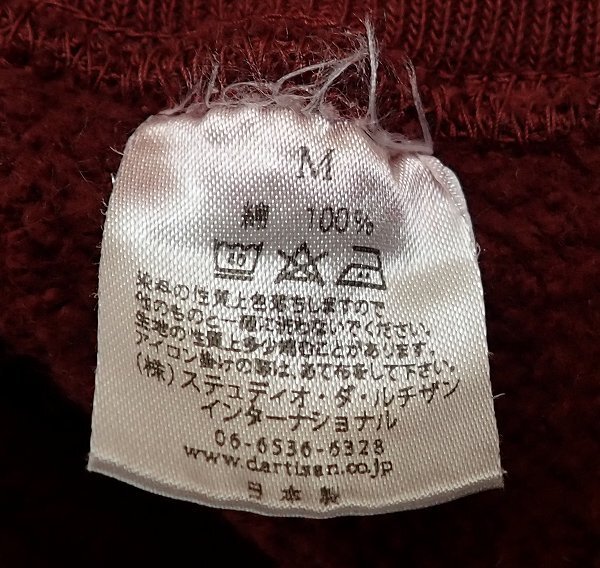 M
綿 100%
40
染料の性質上色落ちしますので
他のものと一緒に洗わないでください。
生地の性質上多少縮むことがあります。
アイロン掛けの際は、あて布をして下さい。
(株)ステュディオ・ダ・ルチザン
インターナショナル
06-6536-6328
www.dartisan.co.jp
日本製